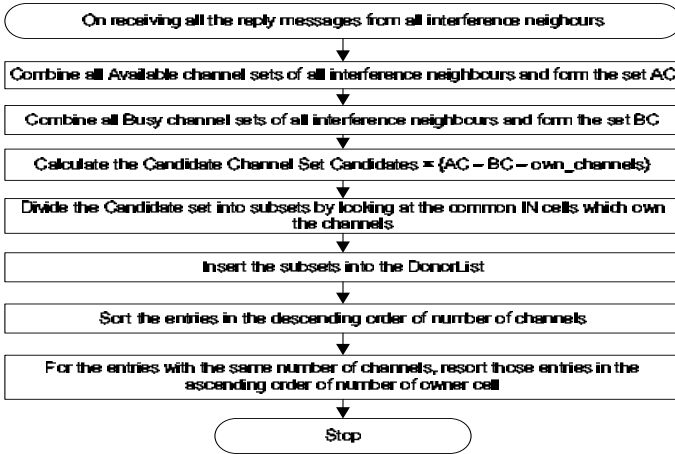 On receiving all the reply messages from all interference neighours
Combine all Available channel sets of all interference neighbours and form the set AC
Combine all Busy channel sets of all interference neighbours and form the set BC
Calculate the Candidate Channel Set Candidates = {AC – BC – own_channels}
Divide the Candidate set into subsets by looking at the common IN cells which own
the channels
Insert the subsets into the DonorList
Sort the entries in the descending order of number of channels
For the entries with the same number of channels, resort those entries in the
ascending order of number of owner cell
Stop